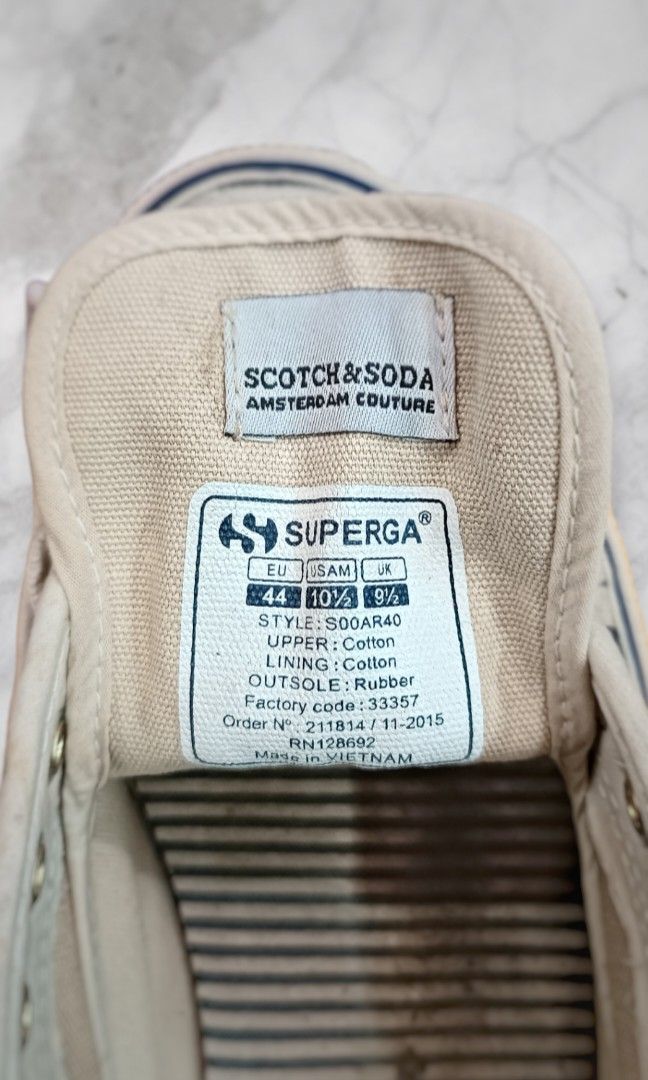 SCOTCH & SODA
AMSTERDAM COUTURE
SUPERGA®
EU USAM UK
44 10½ 9½
STYLE : S00AR40
UPPER : Cotton
LINING : Cotton
OUTSOLE : Rubber
Factory code : 33357
Order Nº : 211814 / 11-2015
RN128692
Made in VIETNAM